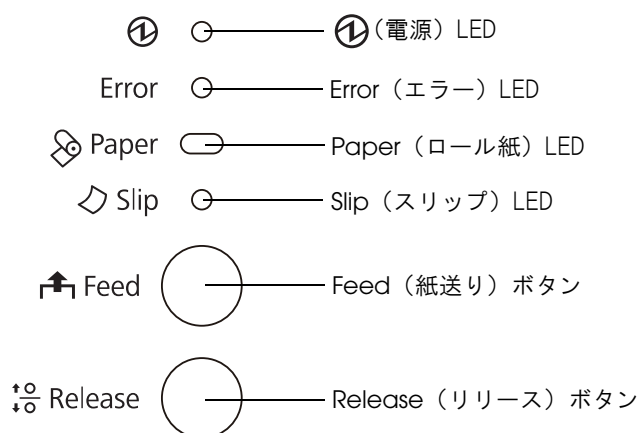 (電源) LED
Error Error（エラー）LED
Paper Paper（ロール紙）LED
Slip Slip（スリップ）LED
Feed Feed（紙送り）ボタン
Release Release（リリース）ボタン